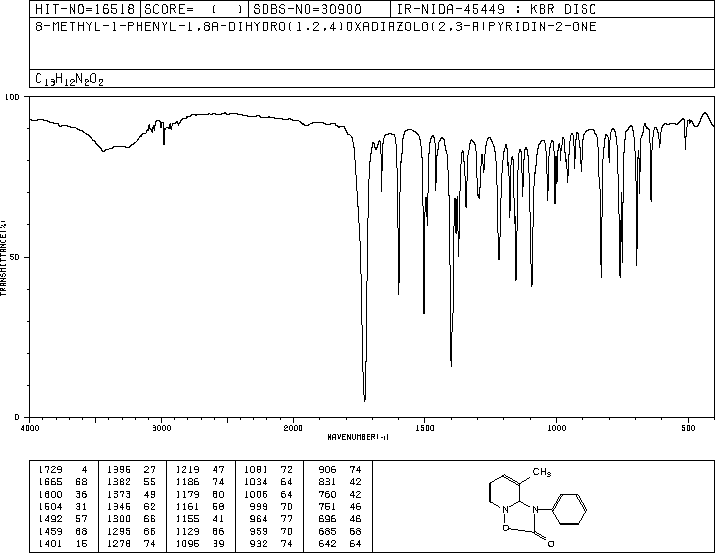 HIT-NO=16518 SCORE= ( ) SDBS-NO=30900 IR-NIDA-45449 : KBR DISC
8-METHYL-1-PHENYL-1,8A-DIHYDRO(1,2,4)OXADIAZOLO(2,3-A)PYRIDIN-2-ONE
C13H12N2O2
100
50
0
TRANSMITTANCE(%)
4000 3000 2000 1500 1000 500
WAVENUMBER(-1)
1729 4 1396 27 1219 47 1081 72 906 74
1665 68 1382 55 1186 74 1034 64 831 42
1600 36 1373 49 1179 60 1006 64 760 42
1504 31 1346 62 1161 68 999 70 751 46
1492 57 1300 66 1155 41 964 77 696 46
1459 68 1295 66 1129 66 959 70 685 68
1401 15 1278 74 1095 39 932 74 642 64
CH3
N
N
O
O